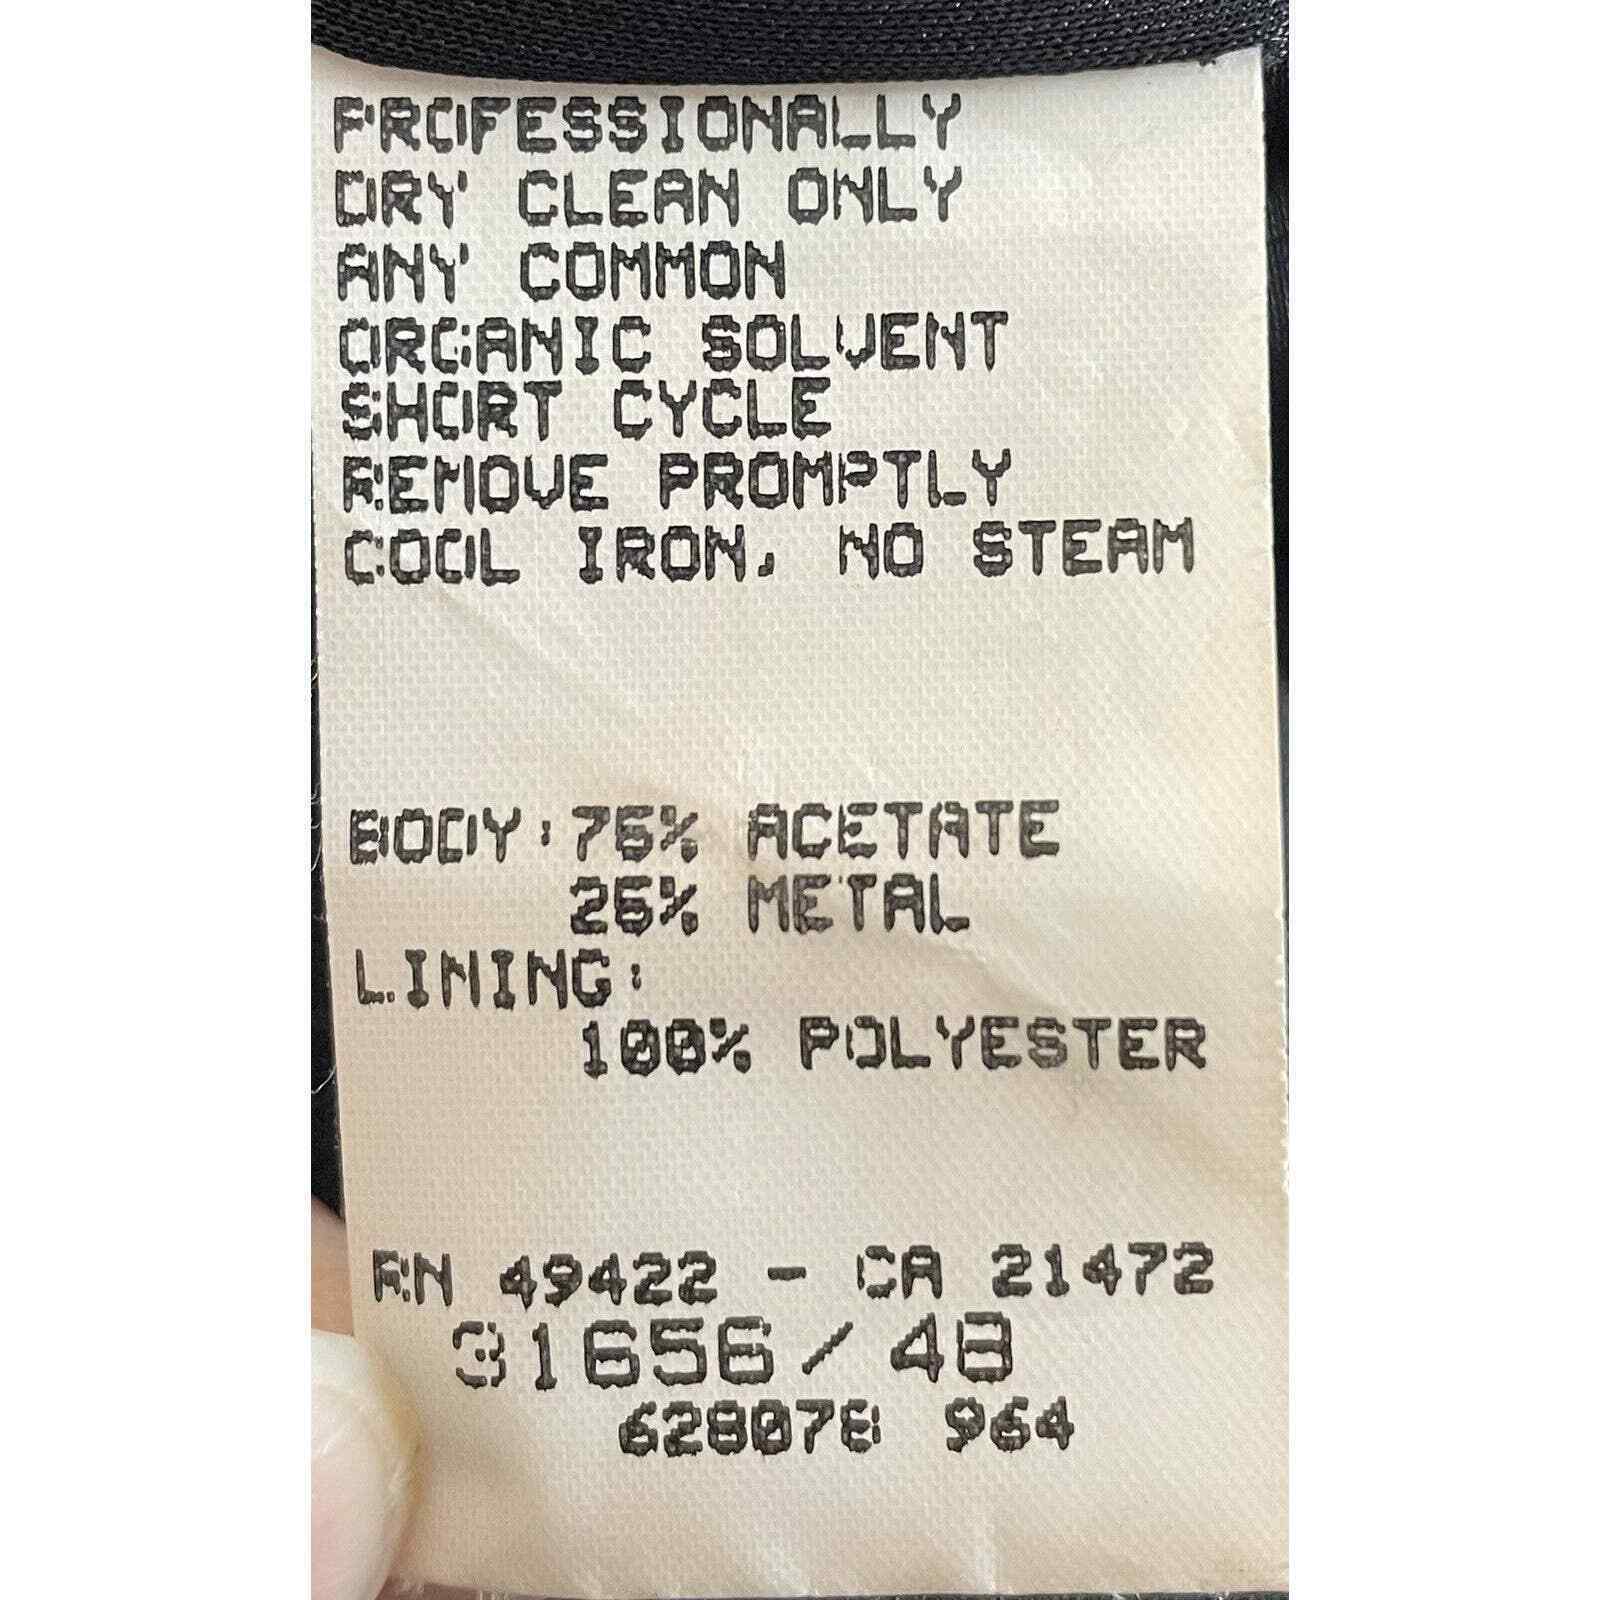 PROFESSIONALLY
DRY CLEAN ONLY
ANY COMMON
ORGANIC SOLVENT
SHORT CYCLE
REMOVE PROMPTLY
COOL IRON, NO STEAM
BODY: 75% ACETATE
25% METAL
LINING:
100% POLYESTER
RN 49422 - CA 21472
31656/48
628078 964